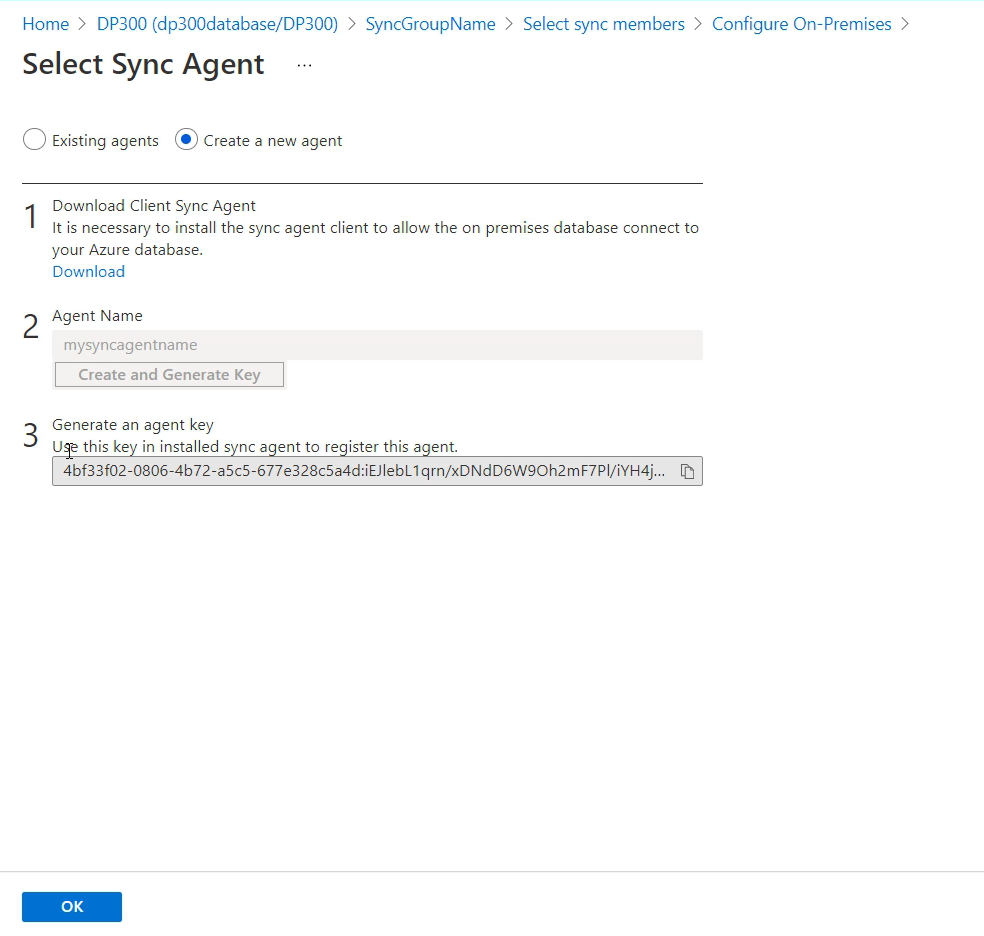 Home > DP300 (dp300database/DP300) > SyncGroupName > Select sync members > Configure On-Premises >
Select Sync Agent ...
Existing agents Create a new agent
1 Download Client Sync Agent
It is necessary to install the sync agent client to allow the on premises database connect to
your Azure database.
Download
2 Agent Name
mysyncagentname
Create and Generate Key
3 Generate an agent key
Use this key in installed sync agent to register this agent.
4bf33f02-0806-4b72-a5c5-677e328c5a4d:iEJlebL1qrn/xDNdD6W9Oh2mF7Pl/iYH4j...
OK